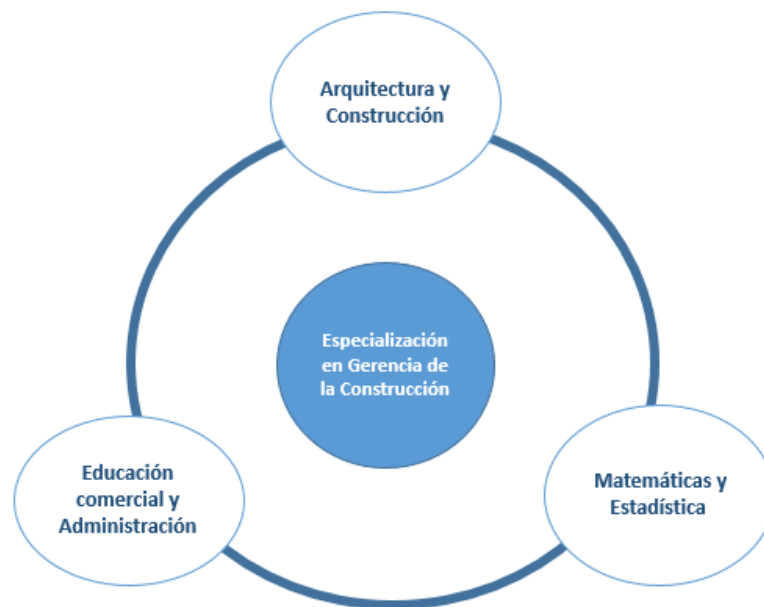 Arquitectura y
Construcción
Especialización
en Gerencia de
la Construcción
Educación
comercial y
Administración
Matemáticas y
Estadística